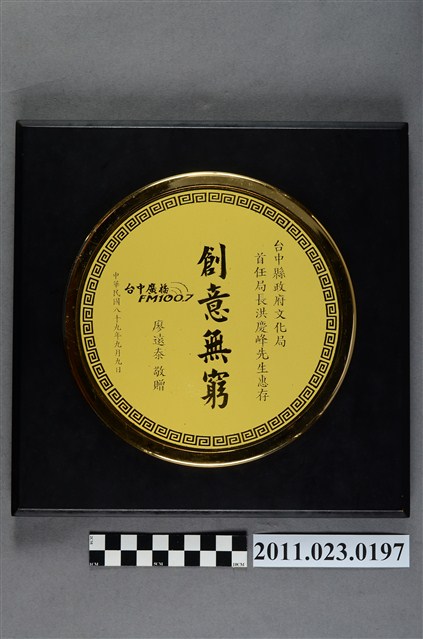 台中縣政府文化局
首任局長洪慶峰先生惠存
創意無窮
台中廣播
FM100.7
廖遠泰 敬贈
中華民國八十九年九月九日
2011.023.0197